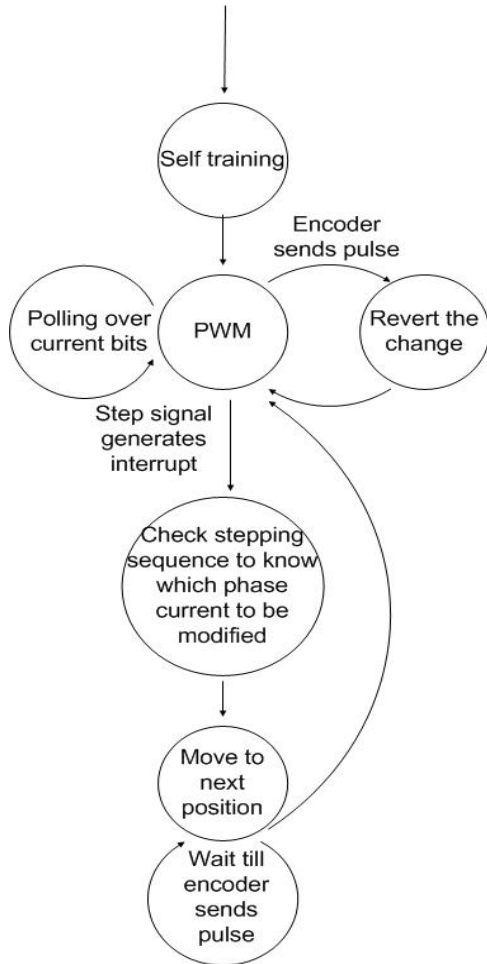 Self training
Encoder
sends pulse
Polling over
current bits
PWM
Revert the
change
Step signal
generates
interrupt
Check stepping
sequence to know
which phase
current to be
modified
Move to
next
position
Wait till
encoder
sends
pulse